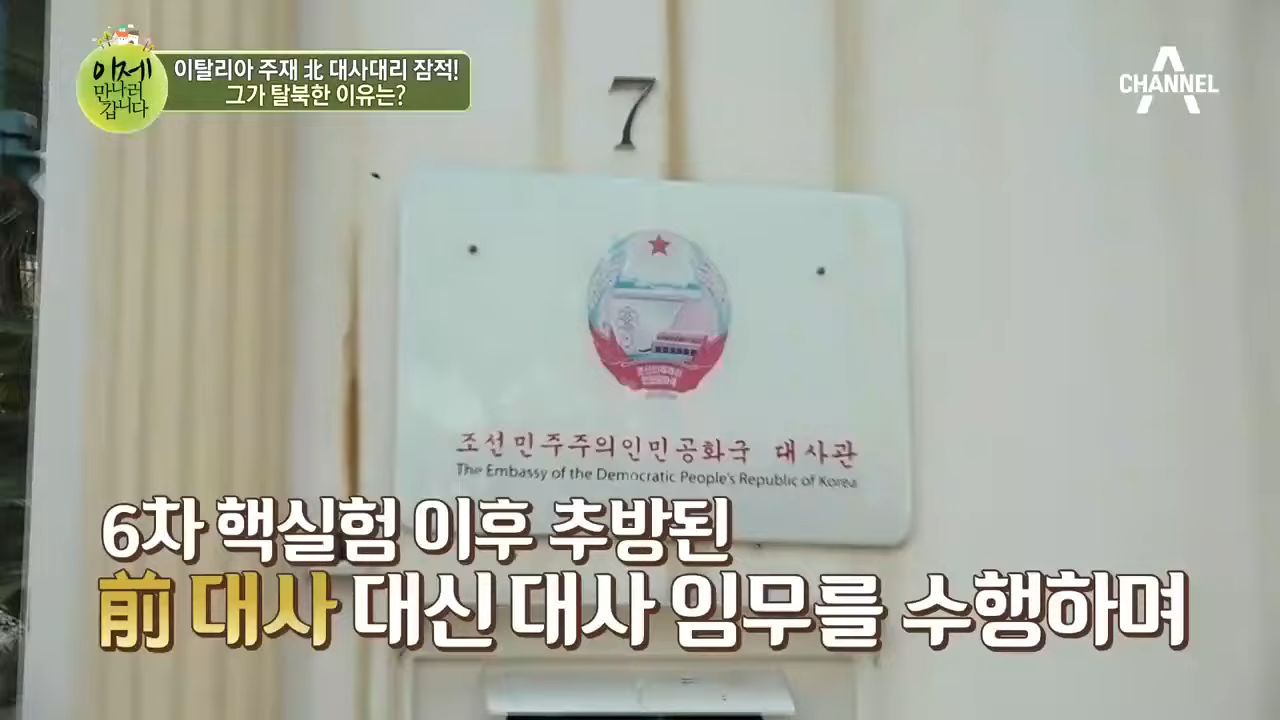 이제
만나러
갑니다
이탈리아 주재 北 대사대리 잠적!
그가 탈북한 이유는?
CHANNEL A
7
조선민주주의인민공화국 대사관
The Embassy of the Democratic People's Republic of Korea
6차 핵실험 이후 추방된
前 대사 대신 대사 임무를 수행하며